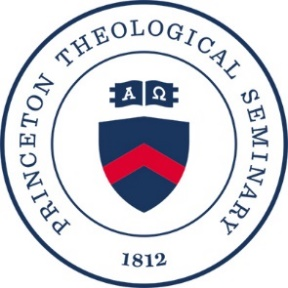 PRINCETON THEOLOGICAL SEMINARY
Α Ω
1812